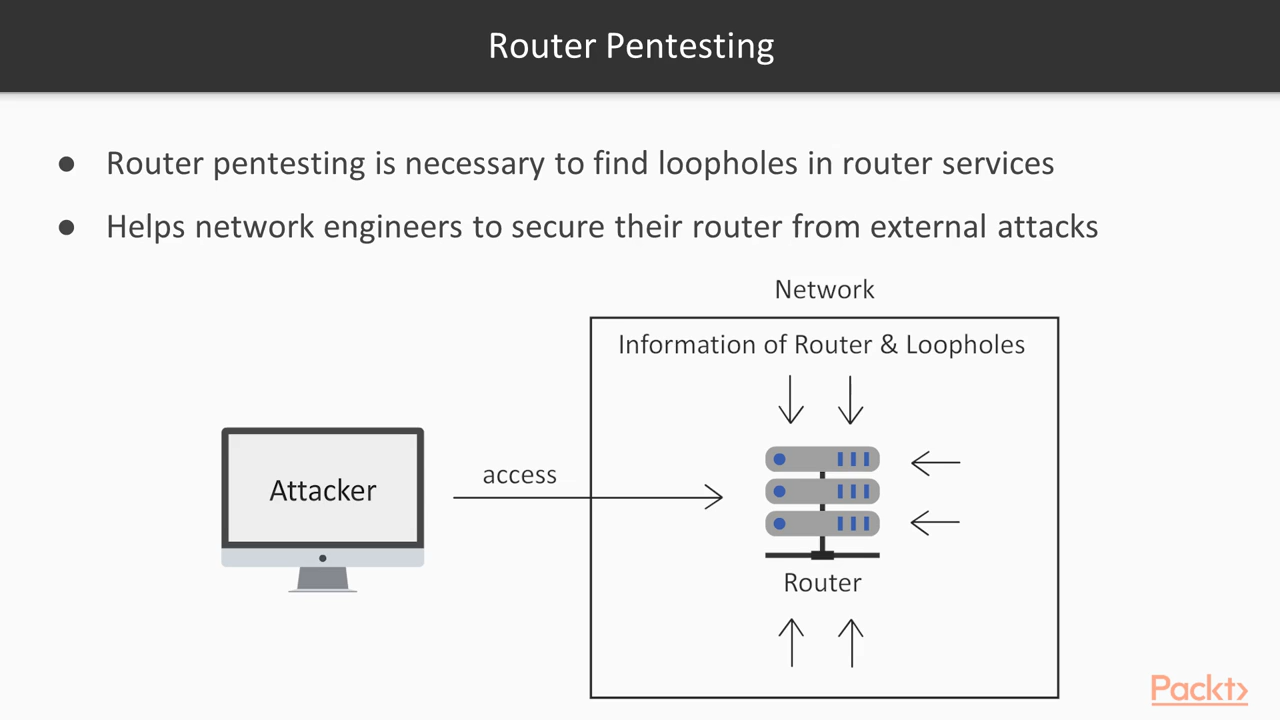 Router Pentesting
● Router pentesting is necessary to find loopholes in router services
● Helps network engineers to secure their router from external attacks
Network
Information of Router & Loopholes
Attacker
access
Router
Packt>